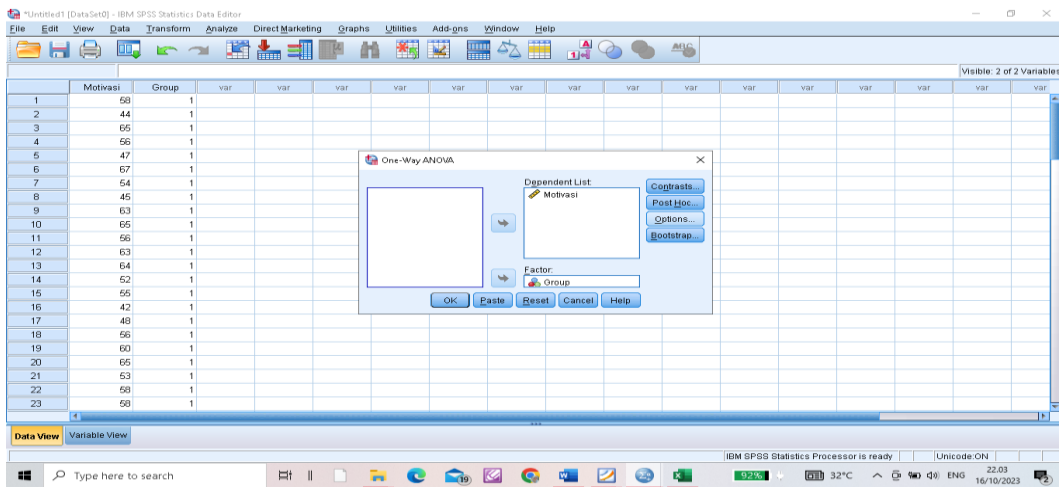 *Untitled1 [DataSet0] - IBM SPSS Statistics Data Editor
File Edit View Data Transform Analyze Direct Marketing Graphs Utilities Add-ons Window Help
Visible: 2 of 2 Variables
Motivasi Group var var var var var var var var var var var var var var var
1 58 1
2 44 1
3 65 1
4 56 1
5 47 1
6 67 1
7 54 1
8 45 1
9 63 1
10 65 1
11 56 1
12 63 1
13 64 1
14 52 1
15 55 1
16 42 1
17 48 1
18 56 1
19 60 1
20 65 1
21 53 1
22 58 1
23 58 1
One-Way ANOVA
Dependent List:
Motivasi
Contrasts...
Post Hoc...
Options...
Bootstrap...
Factor:
Group
OK Paste Reset Cancel Help
Data View Variable View
IBM SPSS Statistics Processor is ready Unicode:ON
Type here to search
19
92%
32°C
ENG
22.03
16/10/2023
2